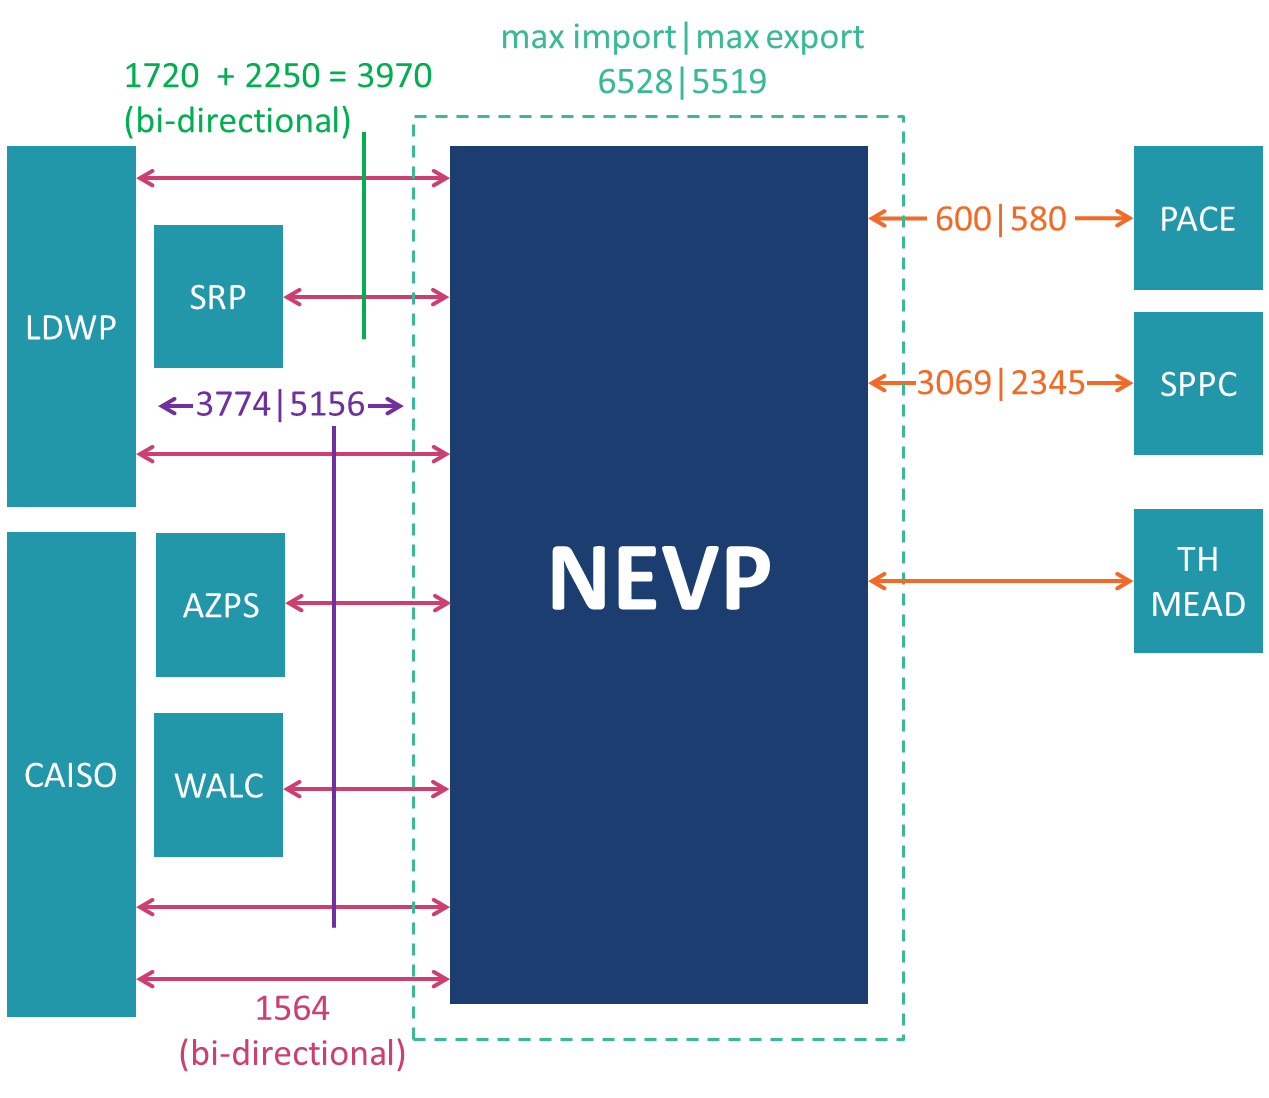 max import|max export
6528|5519
1720 + 2250 = 3970
(bi-directional)
LDWP
SRP
3774|5156
CAISO
AZPS
WALC
1564
(bi-directional)
NEVP
600|580
PACE
3069|2345
SPPC
TH
MEAD